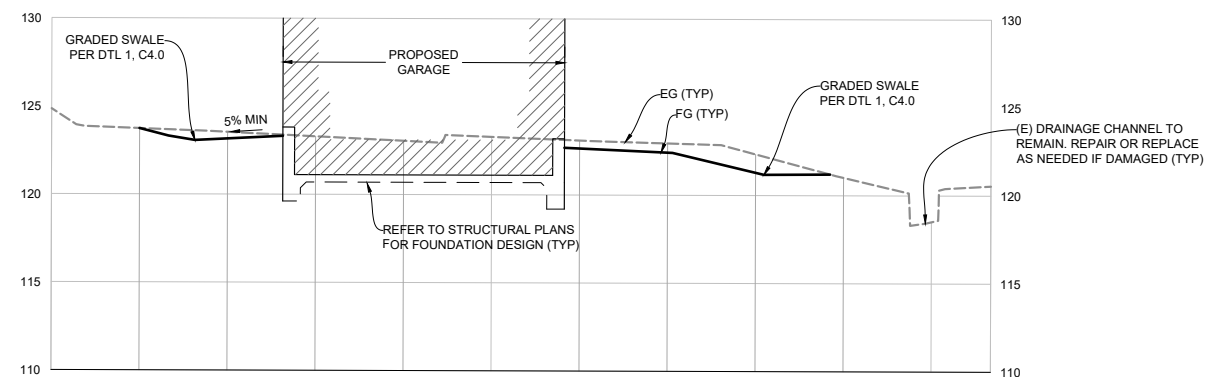 130
130
GRADED SWALE
PER DTL 1, C4.0
PROPOSED
GARAGE
EG (TYP)
FG (TYP)
GRADED SWALE
PER DTL 1, C4.0
125
125
5% MIN
(E) DRAINAGE CHANNEL TO
REMAIN. REPAIR OR REPLACE
AS NEEDED IF DAMAGED (TYP)
120
120
REFER TO STRUCTURAL PLANS
FOR FOUNDATION DESIGN (TYP)
115
115
110
110